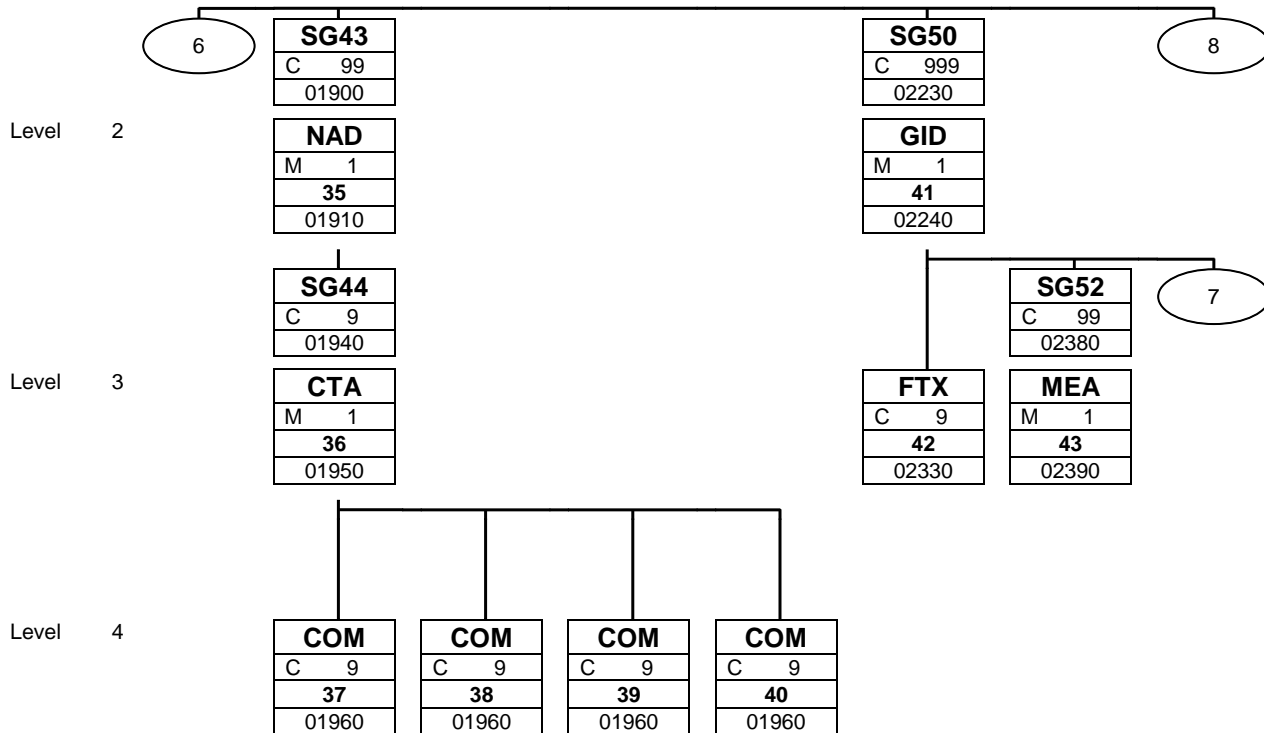 6 SG43 SG50 8
C 99 C 999
01900 02230
Level 2 NAD GID
M 1 M 1
35 41
01910 02240
SG44 SG52 7
C 9 C 99
01940 02380
Level 3 CTA FTX MEA
M 1 C 9 M 1
36 42 43
01950 02330 02390
Level 4 COM COM COM COM
C 9 C 9 C 9 C 9
37 38 39 40
01960 01960 01960 01960